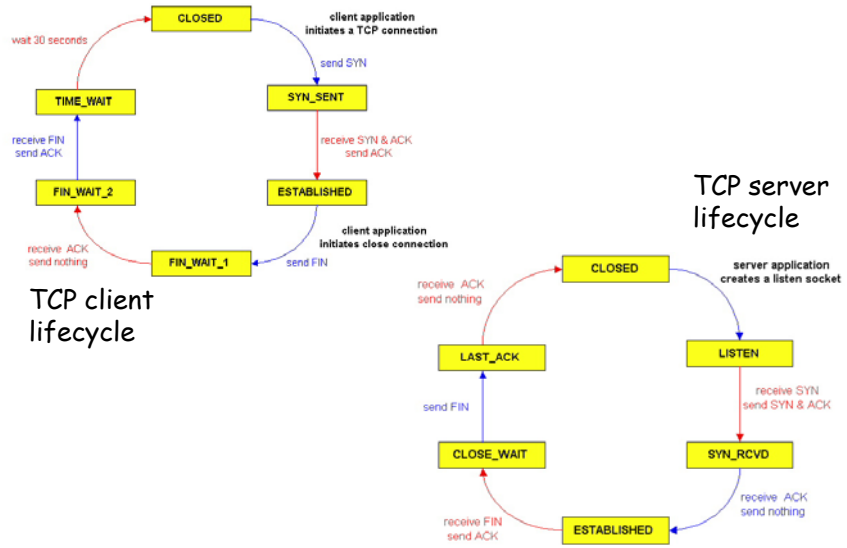 CLOSED
client application
initiates a TCP connection
wait 30 seconds
send SYN
TIME_WAIT
SYN_SENT
receive FIN
send ACK
receive SYN & ACK
send ACK
FIN_WAIT_2
ESTABLISHED
client application
initiates close connection
receive ACK
send nothing
FIN_WAIT_1
send FIN
TCP client
lifecycle
TCP server
lifecycle
CLOSED
server application
creates a listen socket
receive ACK
send nothing
LAST_ACK
LISTEN
send FIN
receive SYN
send SYN & ACK
CLOSE_WAIT
SYN_RCVD
receive FIN
send ACK
ESTABLISHED
receive ACK
send nothing